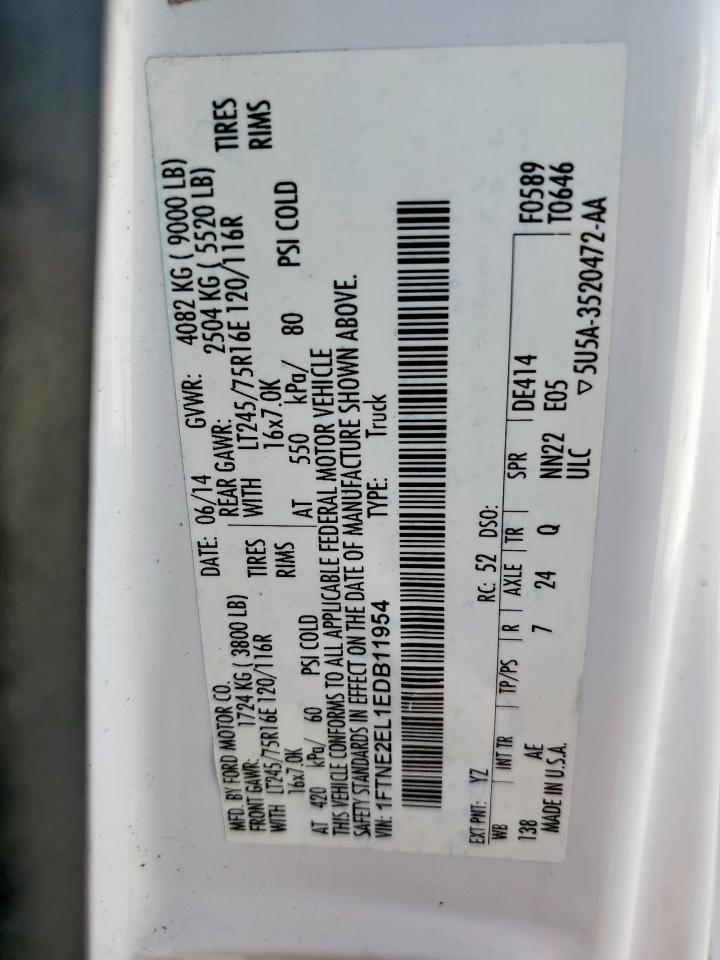 MFD. BY FORD MOTOR CO. DATE: 06/14 GVWR: 4082 KG ( 9000 LB)
FRONT GAWR: 1724 KG ( 3800 LB) REAR GAWR: 2504 KG ( 5520 LB)
WITH LT245/75R16E 120/116R TIRES WITH LT245/75R16E 120/116R TIRES
16x7.0K RIMS 16x7.0K RIMS
AT 420 kPa/ 60 PSI COLD AT 550 kPa/ 80 PSI COLD
THIS VEHICLE CONFORMS TO ALL APPLICABLE FEDERAL MOTOR VEHICLE
SAFETY STANDARDS IN EFFECT ON THE DATE OF MANUFACTURE SHOWN ABOVE.
VIN: 1FTNE2EL1EDB11954 TYPE: Truck
EXT PNT: YZ RC: 52 DSO: F0589
WB INT TR TP/PS R AXLE TR SPR DE414 T0646
138 AE 7 24 Q NN22 E05
MADE IN U.S.A. ULC ▽5U5A-3520472-AA